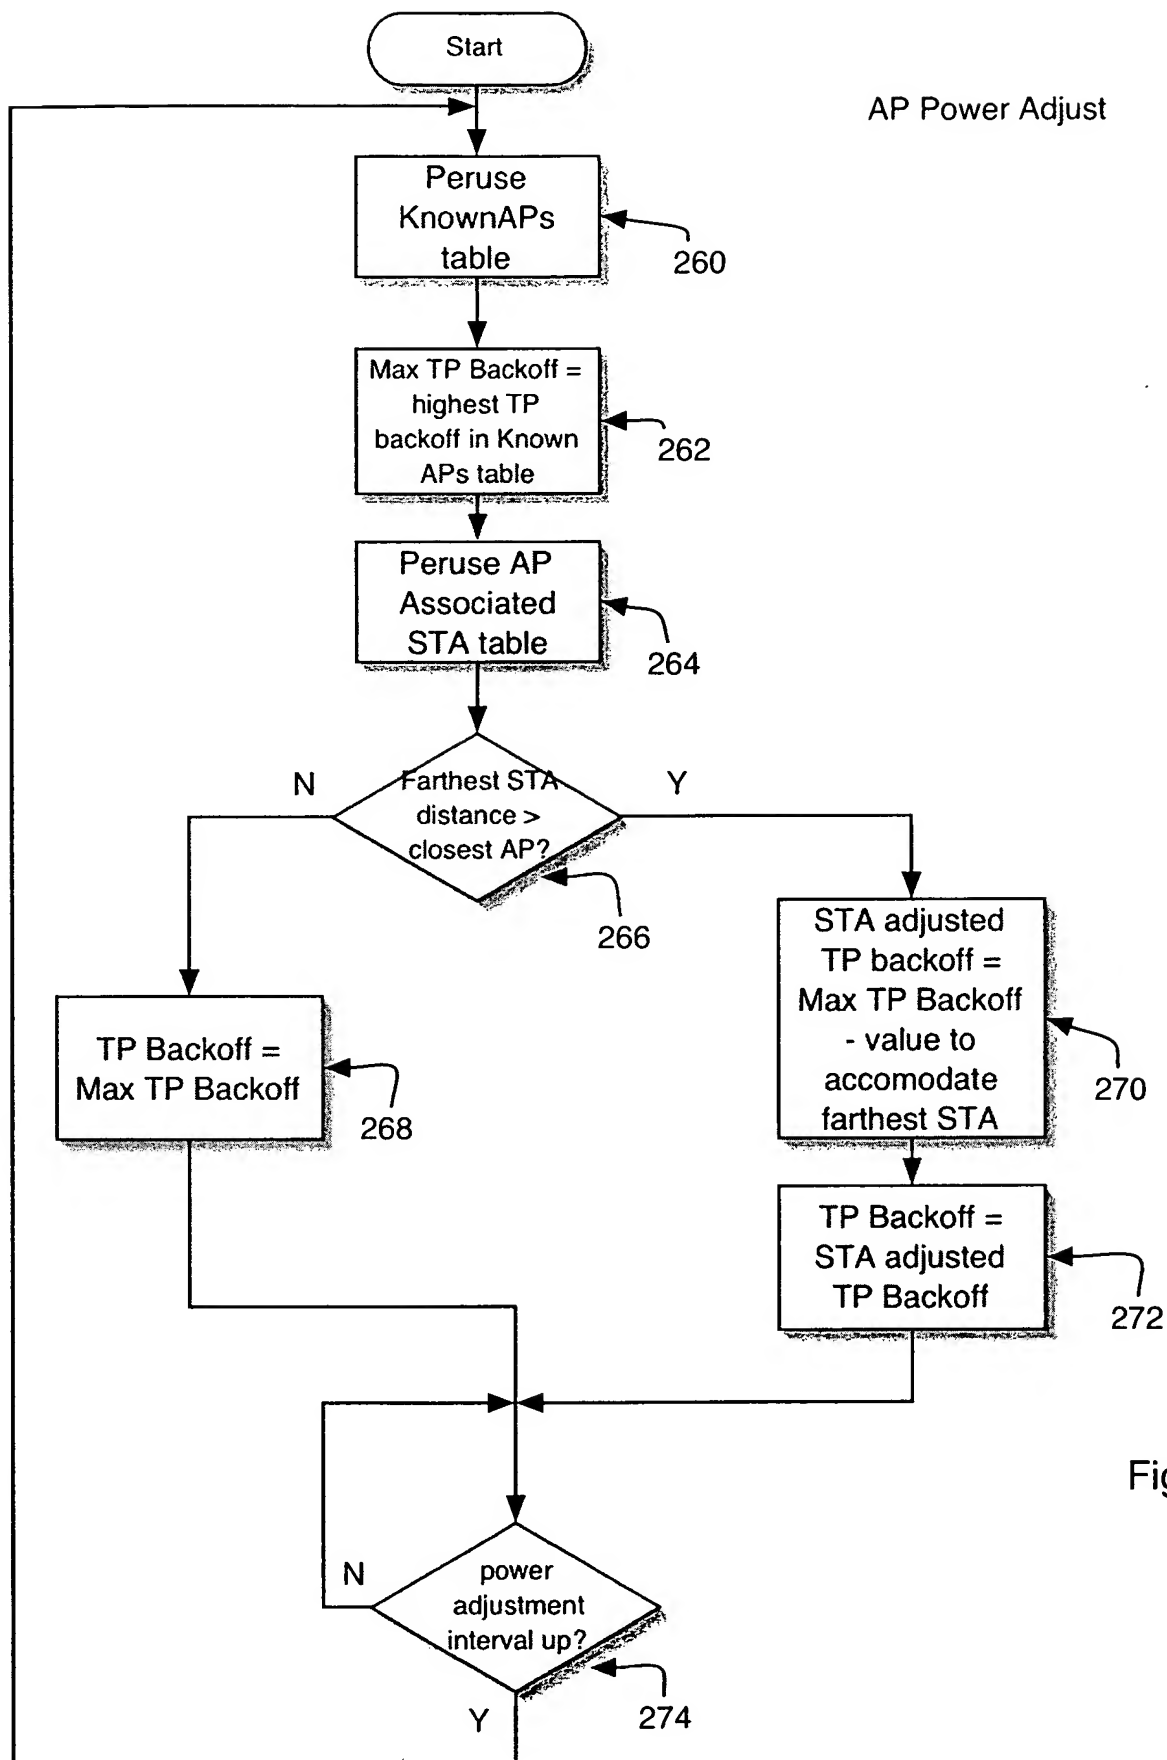 Start
AP Power Adjust
Peruse
KnownAPs
table
260
Max TP Backoff =
highest TP
backoff in Known
APs table
262
Peruse AP
Associated
STA table
264
N
Farthest STA
distance >
closest AP?
Y
266
STA adjusted
TP backoff =
Max TP Backoff
- value to
accomodate
farthest STA
270
TP Backoff =
Max TP Backoff
268
TP Backoff =
STA adjusted
TP Backoff
272
Fig
N
power
adjustment
interval up?
274
Y